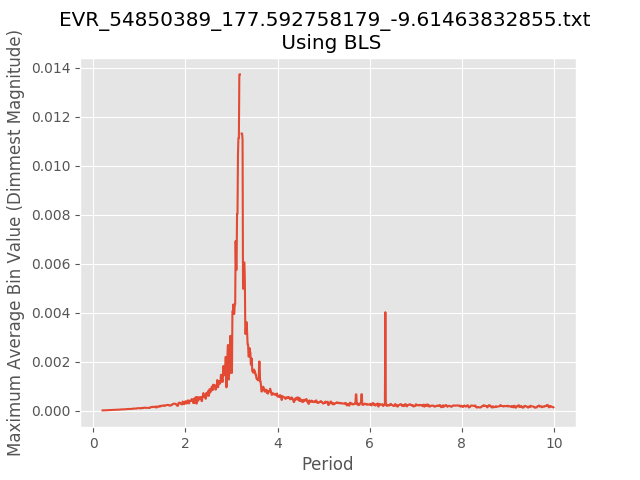 EVR_54850389_177.592758179_-9.61463832855.txt
Using BLS
Maximum Average Bin Value (Dimmest Magnitude)
0.014
0.012
0.010
0.008
0.006
0.004
0.002
0.000
0 2 4 6 8 10
Period